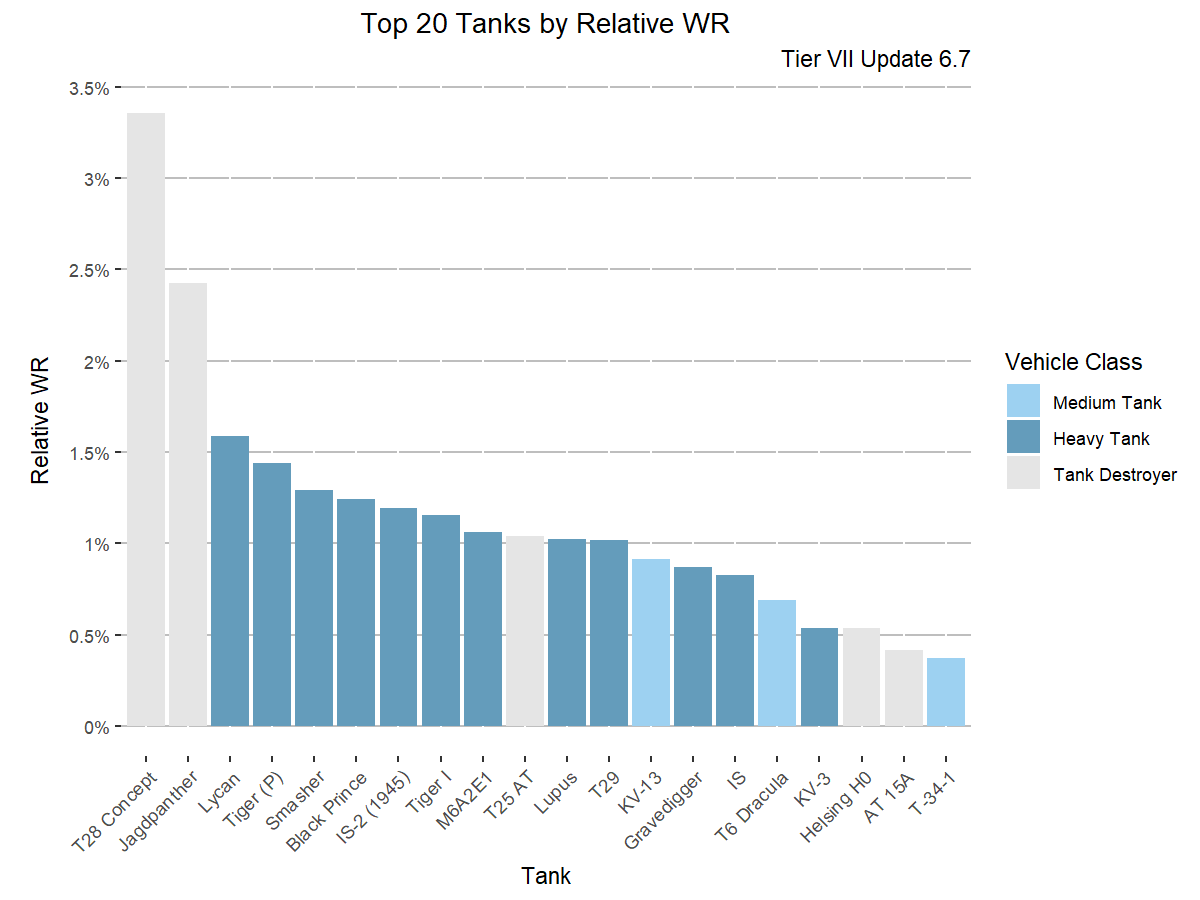 Top 20 Tanks by Relative WR
Tier VII Update 6.7
3.5%
3%
2.5%
2%
1.5%
1%
0.5%
0%
Relative WR
T28 Concept
Jagdpanther
Lycan
Tiger (P)
Smasher
Black Prince
IS-2 (1945)
Tiger I
M6A2E1
T25 AT
Lupus
T29
KV-13
Gravedigger
IS
T6 Dracula
KV-3
Helsing H0
AT 15A
T-34-1
Tank
Vehicle Class
Medium Tank
Heavy Tank
Tank Destroyer